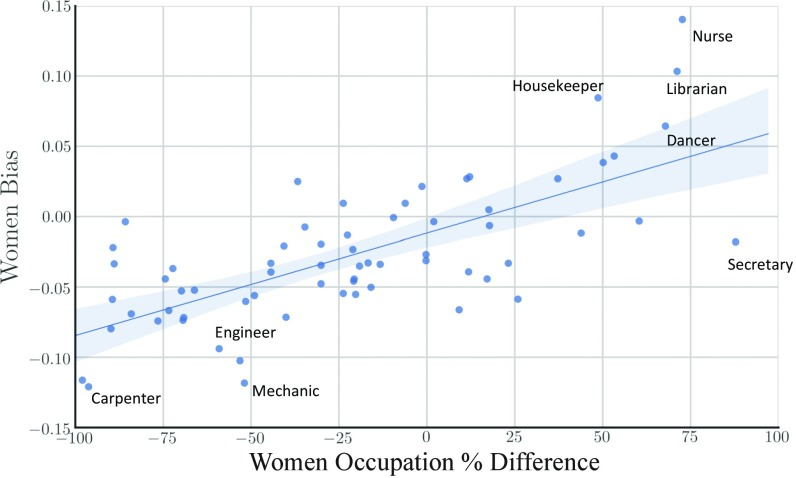 0.15
Nurse
0.10
Housekeeper
Librarian
0.05
Dancer
0.00
Women Bias
Secretary
−0.05
Engineer
−0.10
Mechanic
Carpenter
−0.15
−100 −75 −50 −25 0 25 50 75 100
Women Occupation % Difference